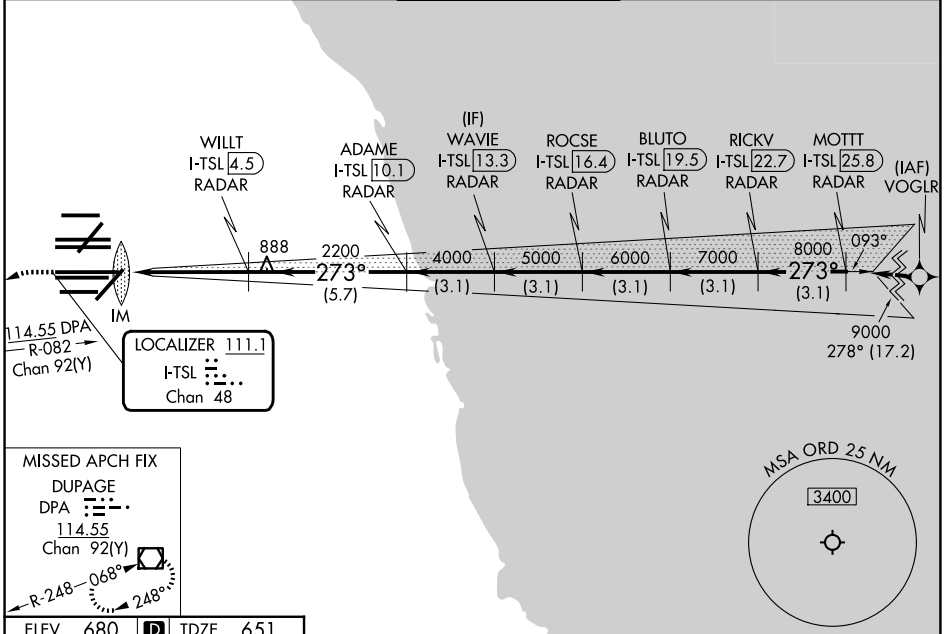 WILLT
I-TSL 4.5
RADAR
ADAME
I-TSL 10.1
RADAR
(IF)
WAVIE
I-TSL 13.3
RADAR
ROCSE
I-TSL 16.4
RADAR
BLUTO
I-TSL 19.5
RADAR
RICKV
I-TSL 22.7
RADAR
MOTTT
I-TSL 25.8
RADAR
(IAF)
VOGLR
888
2200
4000
5000
6000
7000
8000
093°
273°
273°
(5.7)
(3.1)
(3.1)
(3.1)
(3.1)
(3.1)
9000
278° (17.2)
IM
114.55 DPA
R-082
Chan 92(Y)
LOCALIZER 111.1
I-TSL
Chan 48
MISSED APCH FIX
DUPAGE
DPA
114.55
Chan 92(Y)
R-248
068°
248°
MSA ORD 25 NM
3400
ELEV 680 D TDZE 651